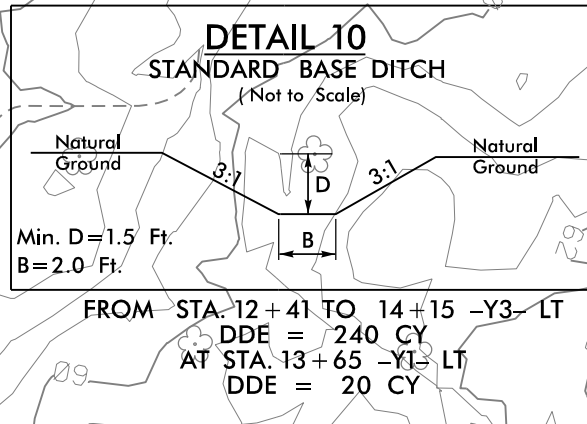 DETAIL 10
STANDARD BASE DITCH
( Not to Scale)
Natural
Ground
3:1
D
3:1
Natural
Ground
Min. D=1.5 Ft.
B=2.0 Ft.
B
FROM STA. 12+41 TO 14+15 -Y3- LT
DDE = 240 CY
AT STA. 13+65 -Y1- LT
DDE = 20 CY